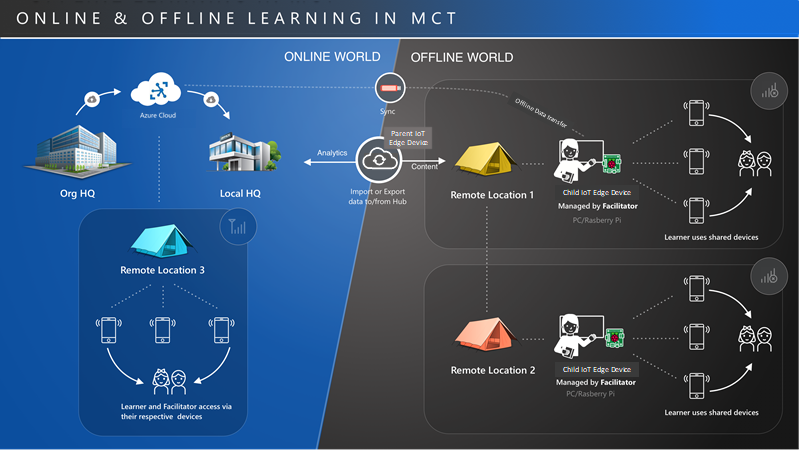 ONLINE & OFFLINE LEARNING IN MCT
ONLINE WORLD
OFFLINE WORLD
Azure Cloud
Org HQ
Local HQ
Sync
Offline Data transfer
Parent IoT
Edge Device
Analytics
Content
Import or Export
data to/from Hub
Remote Location 1
Child IoT Edge Device
Managed by Facilitator
PC/Rasberry Pi
Learner uses shared devices
Remote Location 3
Learner and Facilitator access via
their respective devices
Remote Location 2
Child IoT Edge Device
Managed by Facilitator
PC/Rasberry Pi
Learner uses shared devices